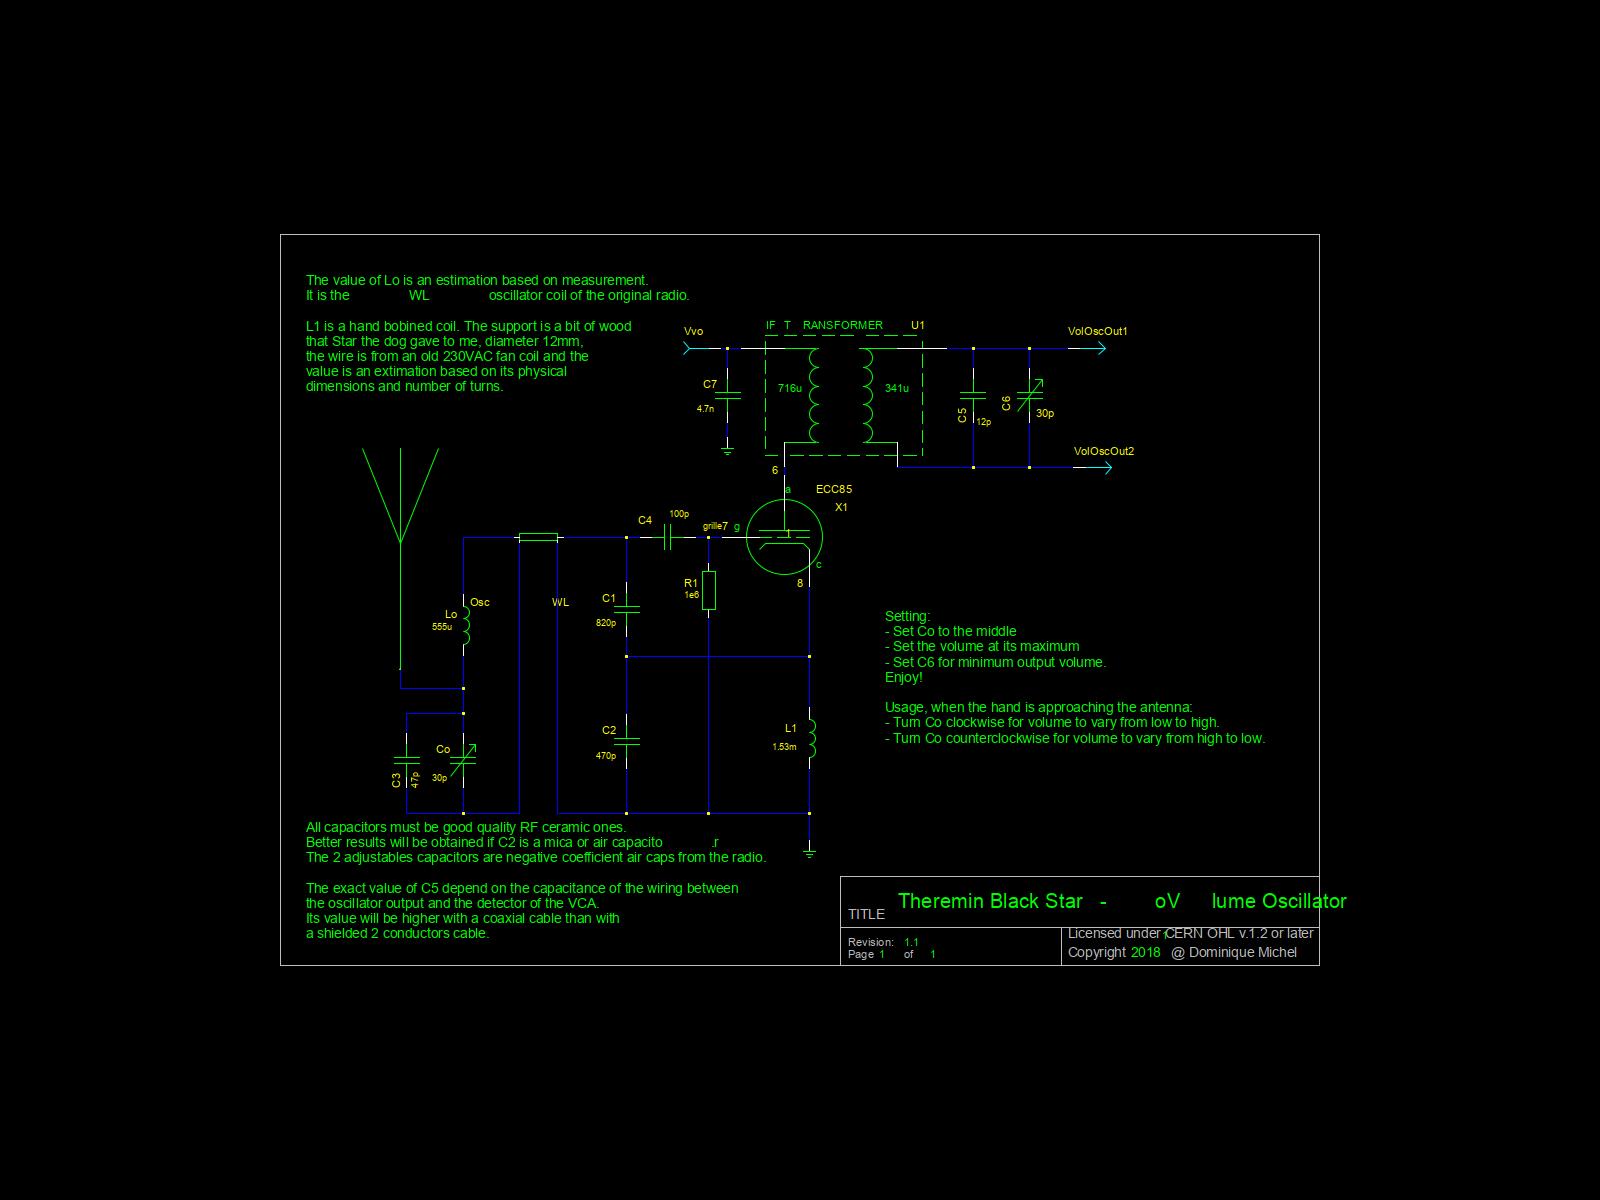 The value of Lo is an estimation based on measurement.
It is the WL oscillator coil of the original radio.
L1 is a hand bobined coil. The support is a bit of wood
that Star the dog gave to me, diameter 12mm,
the wire is from an old 230VAC fan coil and the
value is an extimation based on its physical
dimensions and number of turns.
Vvo
IF T RANSFORMER
U1
VolOscOut1
C7
4.7n
716u
341u
C5
12p
C6
30p
VolOscOut2
6
a
ECC85
X1
C4
100p
grille7
g
1
c
8
R1
1e6
Lo
Osc
555u
WL
C1
820p
C2
470p
L1
1.53m
C3
47p
Co
30p
Setting:
- Set Co to the middle
- Set the volume at its maximum
- Set C6 for minimum output volume.
Enjoy!
Usage, when the hand is approaching the antenna:
- Turn Co clockwise for volume to vary from low to high.
- Turn Co counterclockwise for volume to vary from high to low.
All capacitors must be good quality RF ceramic ones.
Better results will be obtained if C2 is a mica or air capacito .r
The 2 adjustables capacitors are negative coefficient air caps from the radio.
The exact value of C5 depend on the capacitance of the wiring between
the oscillator output and the detector of the VCA.
Its value will be higher with a coaxial cable than with
a shielded 2 conductors cable.
TITLE
Theremin Black Star - oV lume Oscillator
Revision: 1.1
Page 1 of 1
Licensed under CERN OHL v.1.2 or later
Copyright 2018 @ Dominique Michel